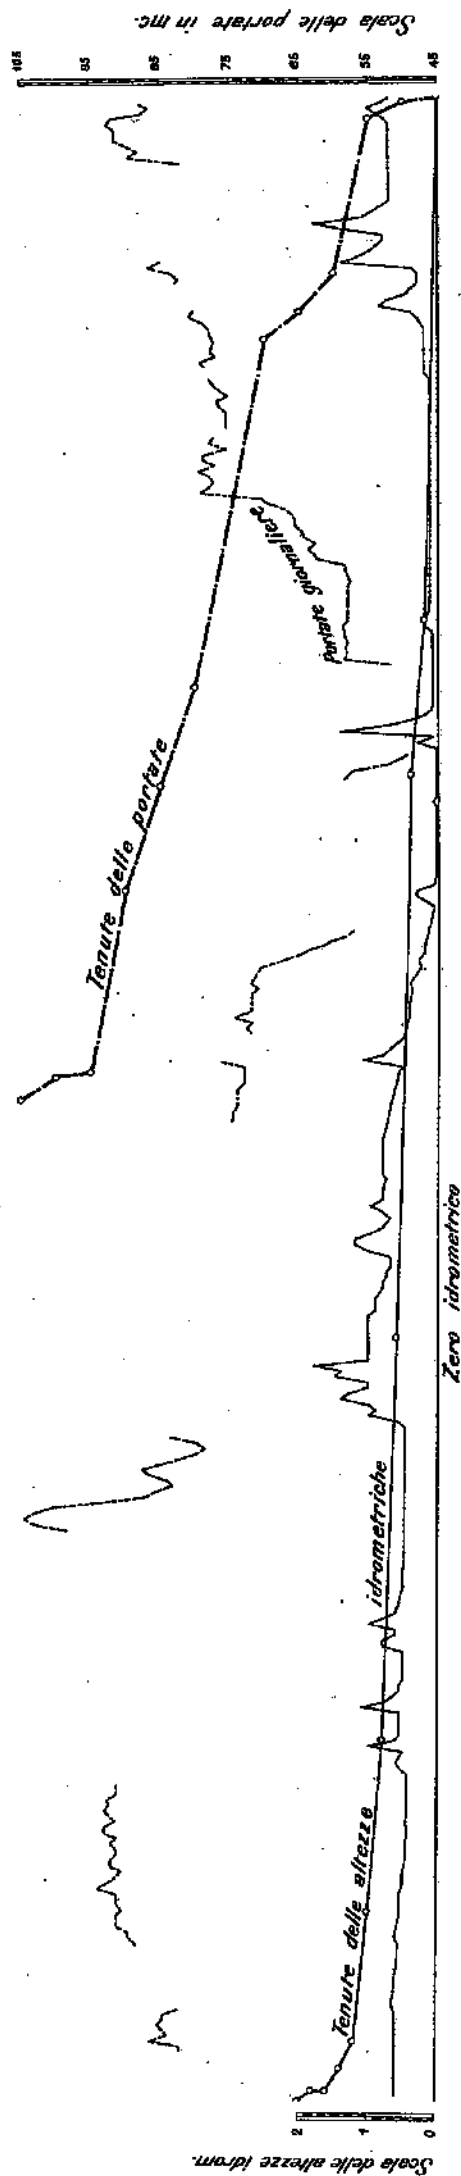 Scala delle portate in mc.
105
95
85
75
65
55
45
Portate giornaliere
Tenute delle portate
Zero idrometrico
Tenute delle altezze idrometriche
2
1
0
Scala delle altezze idrom.